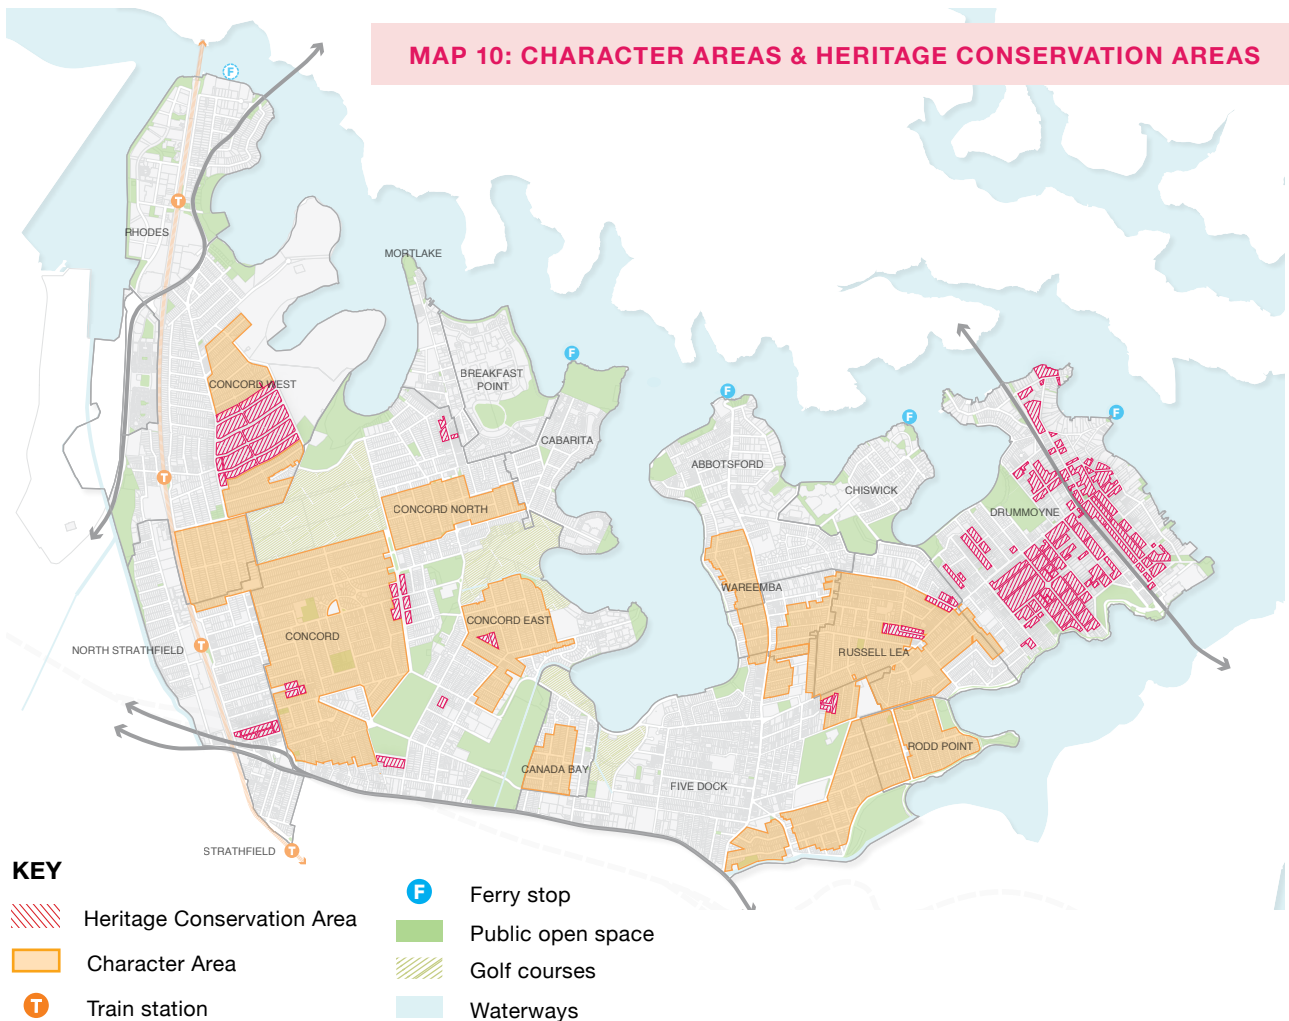 MAP 10: CHARACTER AREAS & HERITAGE CONSERVATION AREAS
F
T
RHODES
MORTLAKE
F
BREAKFAST
POINT
CONCORD WEST
F
F
F
CABARITA
ABBOTSFORD
T
CHISWICK
CONCORD NORTH
DRUMMOYNE
WAREEMBA
CONCORD EAST
CONCORD
T
NORTH STRATHFIELD
RUSSELL LEA
RODD POINT
CANADA BAY
FIVE DOCK
STRATHFIELD
T
KEY
Heritage Conservation Area
Character Area
T
Train station
F
Ferry stop
Public open space
Golf courses
Waterways